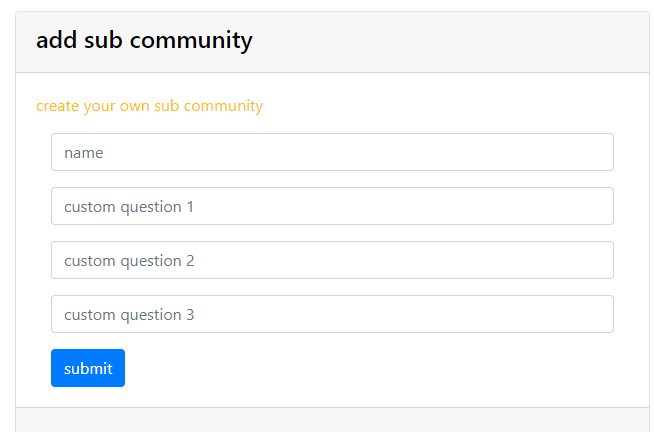 add sub community
create your own sub community
name
custom question 1
custom question 2
custom question 3
submit